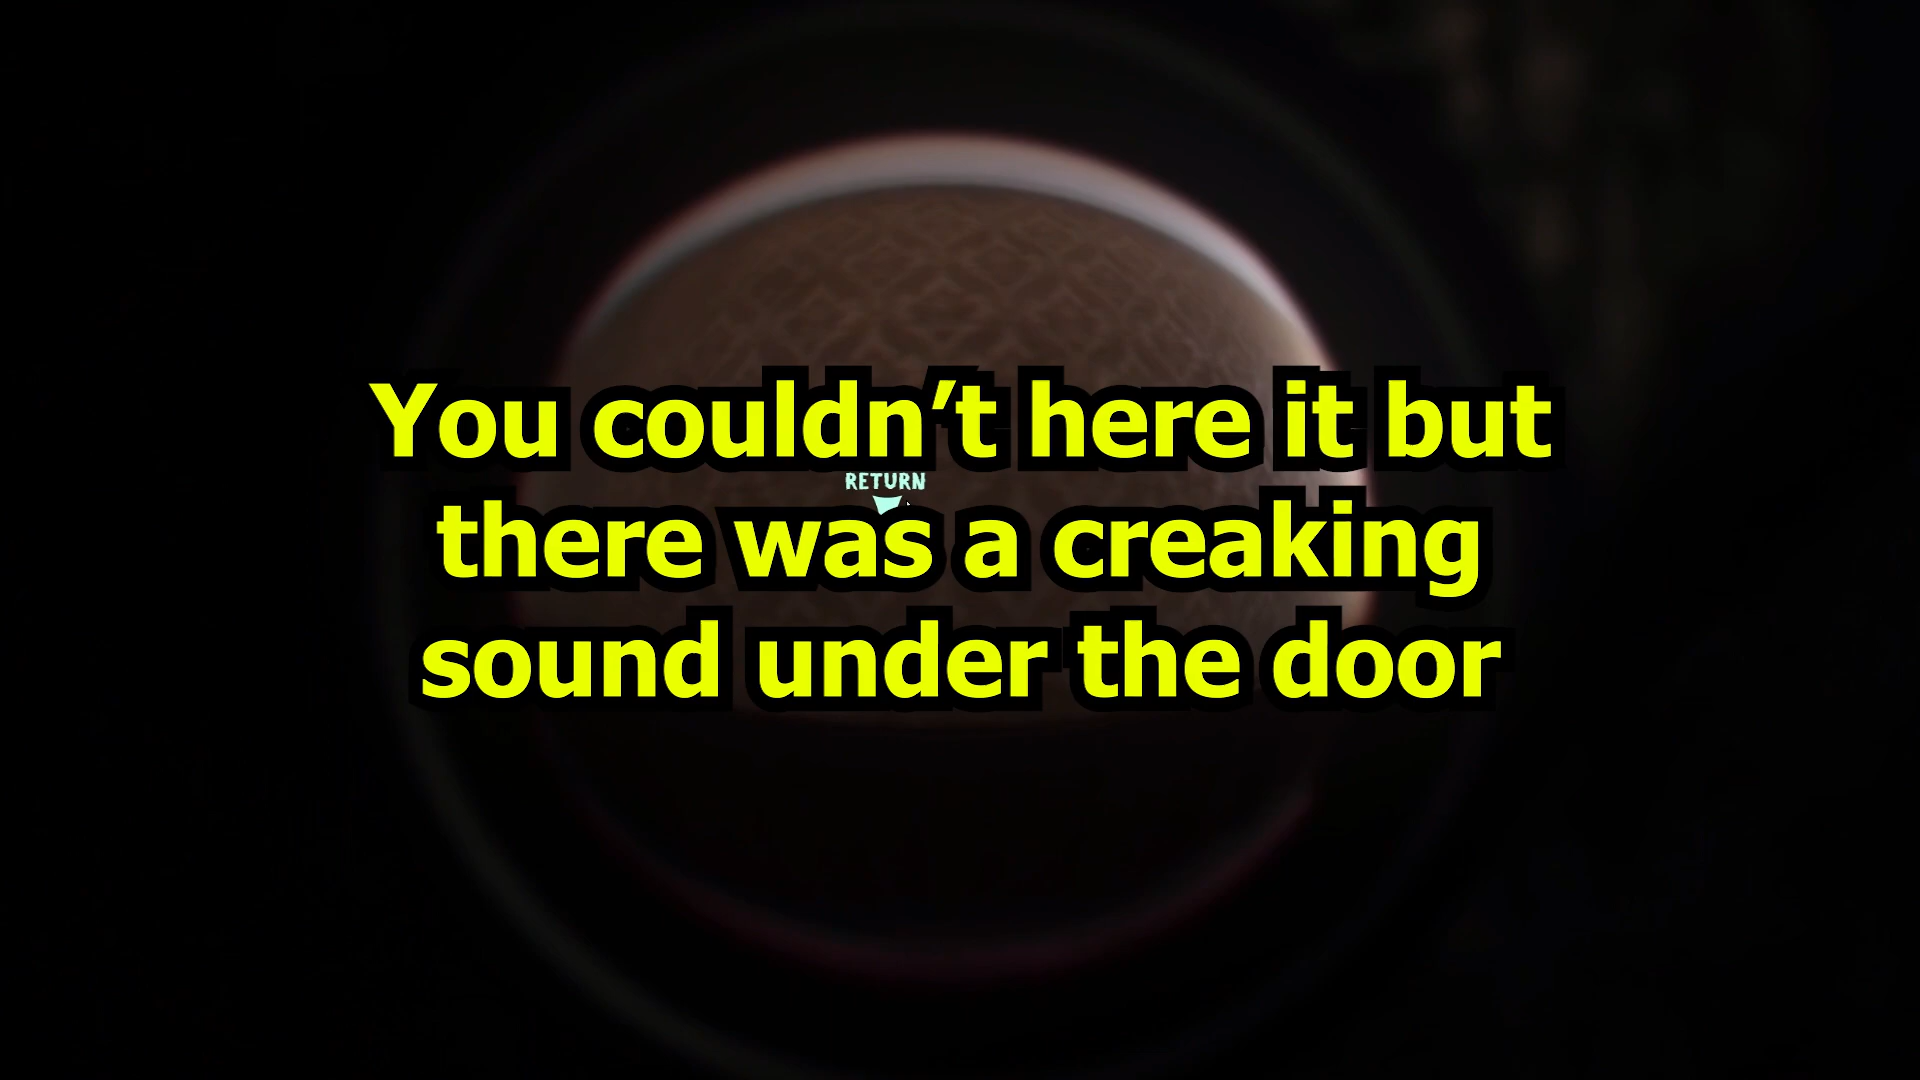 You couldn’t here it but
RETURN
there was a creaking
sound under the door